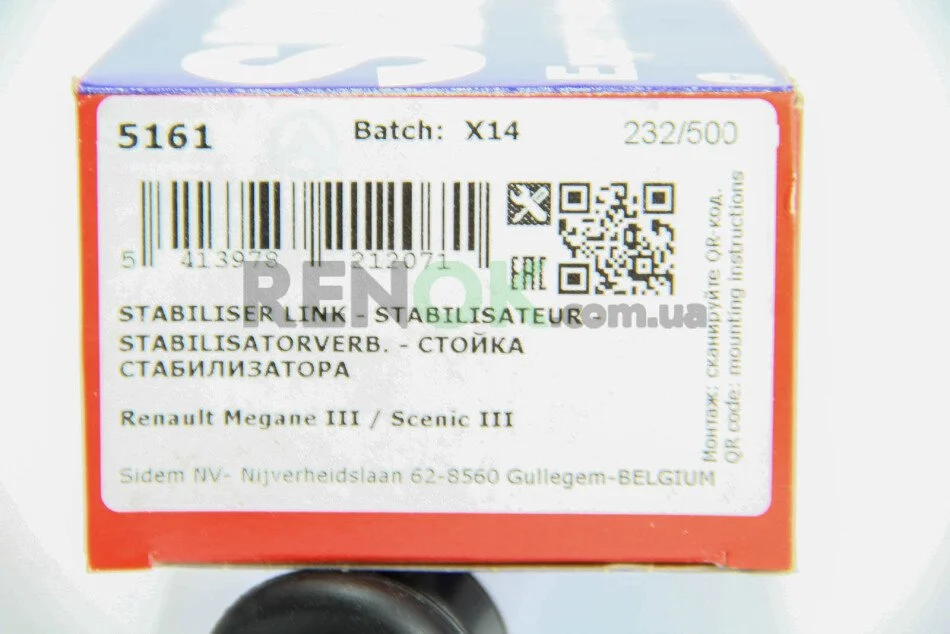 5161
Batch: X14
232/500
5 413978 212071
EAC
RENOK.com.ua
STABILISER LINK - STABILISATEUR -
STABILISATORVERB. - СТОЙКА
СТАБИЛИЗАТОРА
Renault Megane III / Scenic III
Sidem NV- Nijverheidslaan 62-8560 Gullegem-BELGIUM
Монтаж: сканируйте QR-код.
QR code: mounting instructions